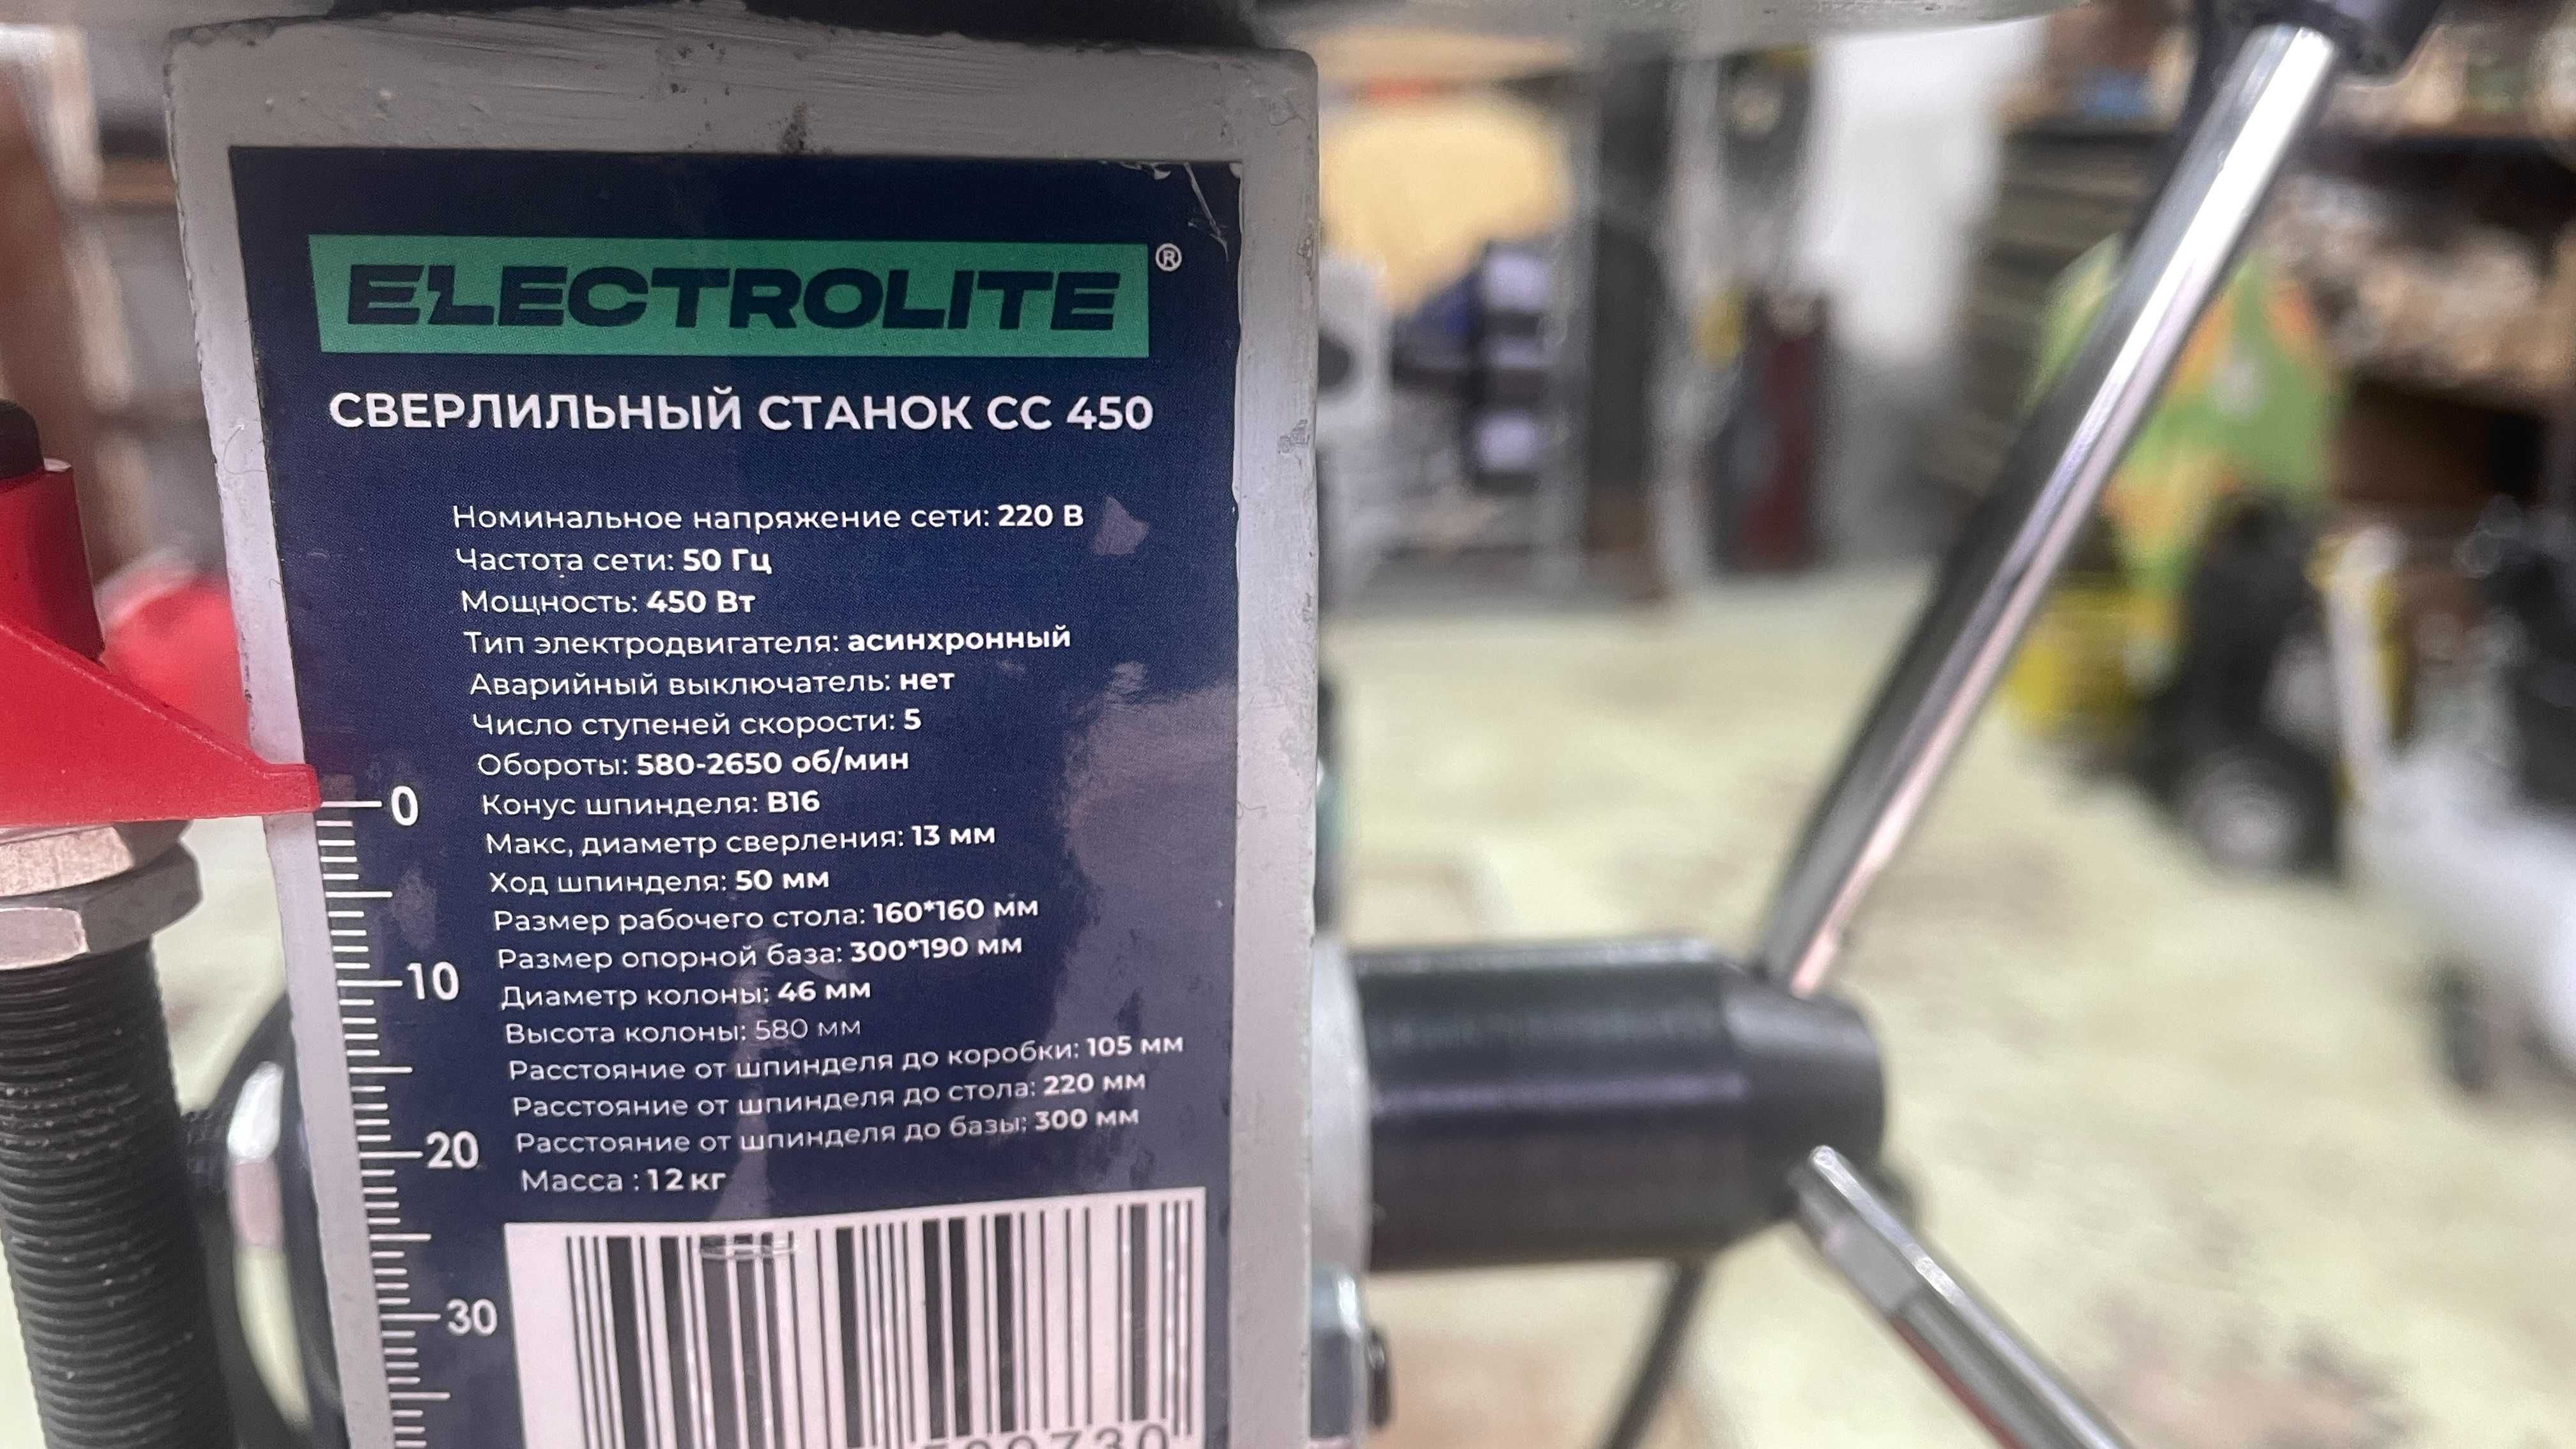 ELECTROLITE®
СВЕРЛИЛЬНЫЙ СТАНОК СС 450
Номинальное напряжение сети: 220 В
Частота сети: 50 Гц
Мощность: 450 Вт
Тип электродвигателя: асинхронный
Аварийный выключатель: нет
Число ступеней скорости: 5
Обороты: 580-2650 об/мин
Конус шпинделя: В16
Макс, диаметр сверления: 13 мм
Ход шпинделя: 50 мм
Размер рабочего стола: 160*160 мм
Размер опорной база: 300*190 мм
Диаметр колоны: 46 мм
Высота колоны: 580 мм
Расстояние от шпинделя до коробки: 105 мм
Расстояние от шпинделя до стола: 220 мм
Расстояние от шпинделя до базы: 300 мм
Масса : 12 кг
0
10
20
30